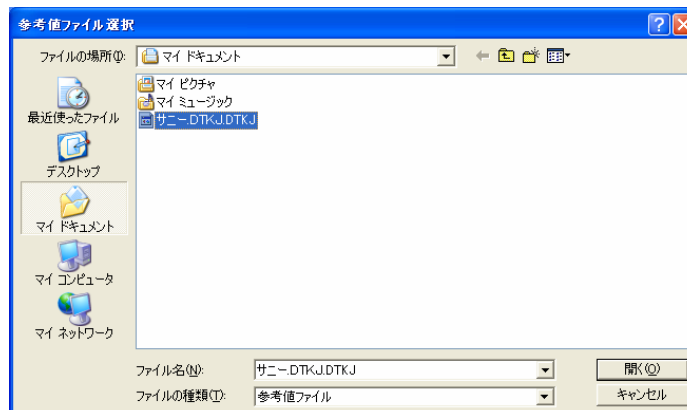 参考値ファイル選択
ファイルの場所(I):
マイ ドキュメント
マイ ピクチャ
マイ ミュージック
サニー.DTKJ.DTKJ
最近使ったファイル
デスクトップ
マイ ドキュメント
マイ コンピュータ
マイ ネットワーク
ファイル名(N): サニー.DTKJ.DTKJ 開く(O)
ファイルの種類(T): 参考値ファイル キャンセル